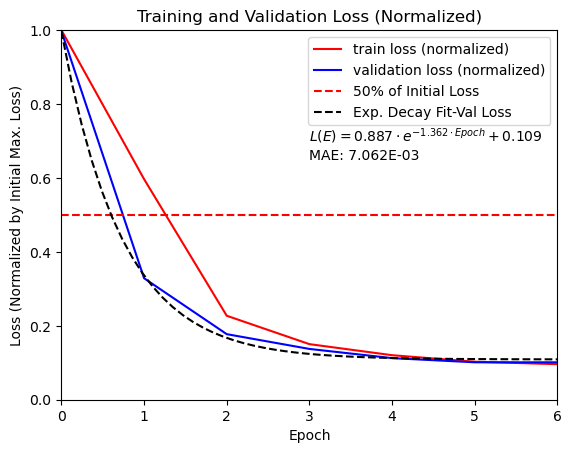 Training and Validation Loss (Normalized)
Loss (Normalized by Initial Max. Loss)
1.0
0.8
0.6
0.4
0.2
0.0
train loss (normalized)
validation loss (normalized)
50% of Initial Loss
Exp. Decay Fit-Val Loss
L(E) = 0.887 · e^{−1.362 · Epoch} + 0.109
MAE: 7.062E-03
0 1 2 3 4 5 6
Epoch